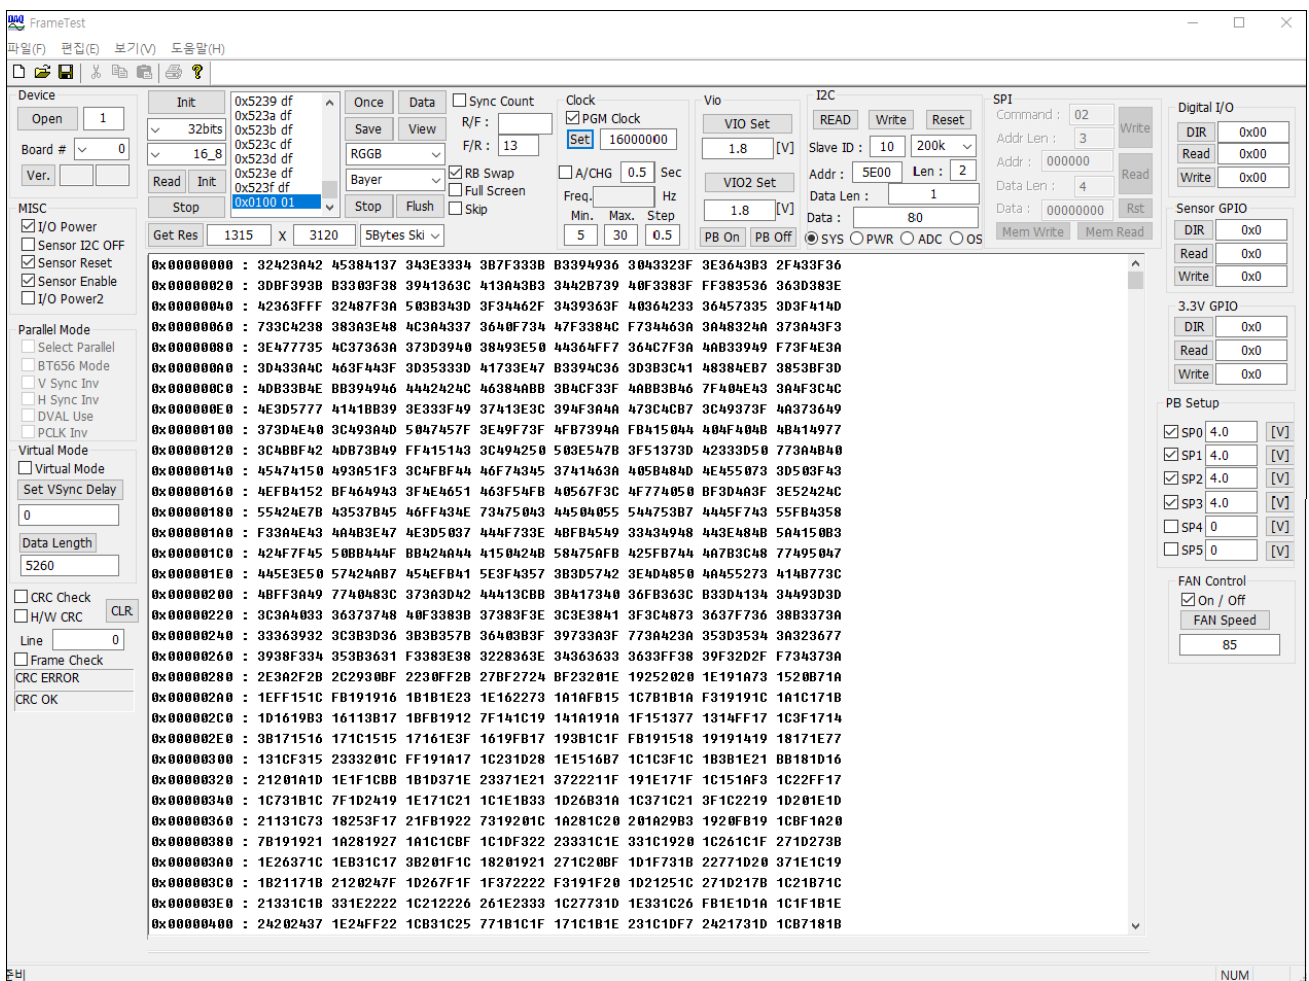 FrameTest
파일(F) 편집(E) 보기(V) 도움말(H)
Device
Open 1
Board # 0
Ver.
MISC
I/O Power
Sensor I2C OFF
Sensor Reset
Sensor Enable
I/O Power2
Parallel Mode
Select Parallel
BT656 Mode
V Sync Inv
H Sync Inv
DVAL Use
PCLK Inv
Virtual Mode
Virtual Mode
Set VSync Delay
0
Data Length
5260
CRC Check
H/W CRC CLR
Line 0
Frame Check
CRC ERROR
CRC OK
Init
32bits
16_8
Read Init
Stop
0x5239 df
0x523a df
0x523b df
0x523c df
0x523d df
0x523e df
0x523f df
0x0100 01
Once Data
Save View
RGGB
Bayer
Stop Flush
Get Res 1315 X 3120 5Bytes Ski
Sync Count
R/F :
F/R : 13
RB Swap
Full Screen
Skip
Clock
PGM Clock
Set 16000000
A/CHG 0.5 Sec
Freq. Hz
Min. Max. Step
5 30 0.5
Vio
VIO Set
1.8 [V]
VIO2 Set
1.8 [V]
PB On PB Off
I2C
READ Write Reset
Slave ID : 10 200k
Addr : 5E00 Len : 2
Data Len : 1
Data : 80
SYS PWR ADC OS
SPI
Command : 02
Addr Len : 3
Write
Addr : 000000
Data Len : 4
Read
Data : 00000000 Rst
Mem Write Mem Read
Digital I/O
DIR 0x00
Read 0x00
Write 0x00
Sensor GPIO
DIR 0x0
Read 0x0
Write 0x0
3.3V GPIO
DIR 0x0
Read 0x0
Write 0x0
PB Setup
SP0 4.0 [V]
SP1 4.0 [V]
SP2 4.0 [V]
SP3 4.0 [V]
SP4 0 [V]
SP5 0 [V]
FAN Control
On / Off
FAN Speed
85
0x00000000 : 32423A42 45384137 343E3334 3B7F333B B3394936 3043323F 3E3643B3 2F433F36
0x00000020 : 3DBF393B B3303F38 3941363C 413A43B3 3442B739 40F3383F FF383536 363D383E
0x00000040 : 42363FFF 32487F3A 503B343D 3F34462F 3439363F 40364233 36457335 3D3F414D
0x00000060 : 733C4238 383A3E48 4C3A4337 3640F734 47F3384C F734463A 3A48324A 373A43F3
0x00000080 : 3E477735 4C37363A 373D3940 38493E50 44364FF7 364C7F3A 4AB33949 F73F4E3A
0x000000A0 : 3D433A4C 463F443F 3D35333D 41733E47 B3394C36 3D3B3C41 48384EB7 3853BF3D
0x000000C0 : 4DB33B4E BB394946 4442424C 46384ABB 3B4CF33F 4ABB3B46 7F404E43 3A4F3C4C
0x000000E0 : 4E3D5777 4141BB39 3E333F49 37413E3C 394F3A4A 473C4CB7 3C49373F 4A373649
0x00000100 : 373D4E40 3C493A4D 5047457F 3E49F73F 4FB7394A FB415044 404F404B 4B414977
0x00000120 : 3C4BBF42 4DB73B49 FF415143 3C494250 503E547B 3F51373D 42333D50 773A4B40
0x00000140 : 45474150 493A51F3 3C4FBF44 46F74345 3741463A 405B484D 4E455073 3D503F43
0x00000160 : 4EFB4152 BF464943 3F4E4651 463F54FB 40567F3C 4F774050 BF3D4A3F 3E52424C
0x00000180 : 55424E7B 43537B45 46FF434E 73475043 44504055 544753B7 4445F743 55FB4358
0x000001A0 : F33A4E43 4A4B3E47 4E3D5037 444F733E 4BFB4549 33434948 443E484B 5A4150B3
0x000001C0 : 424F7F45 50BB444F BB424A44 4150424B 58475AFB 425FB744 4A7B3C48 77495047
0x000001E0 : 445E3E50 57424AB7 454EFB41 5E3F4357 3B3D5742 3E4D4850 4A455273 414B773C
0x00000200 : 4BFF3A49 7740483C 373A3D42 44413CBB 3B417340 36FB363C B33D4134 34493D3D
0x00000220 : 3C3A4033 36373748 40F3383B 37383F3E 3C3E3841 3F3C4873 3637F736 38B3373A
0x00000240 : 33363932 3C3B3D36 3B3B357B 36403B3F 39733A3F 773A423A 353D3534 3A323677
0x00000260 : 3938F334 353B3631 F3383E38 3228363E 34363633 3633FF38 39F32D2F F734373A
0x00000280 : 2E3A2F2B 2C2930BF 2230FF2B 27BF2724 BF23201E 19252020 1E191A73 1520B71A
0x000002A0 : 1EFF151C FB191916 1B1B1E23 1E162273 1A1AFB15 1C7B1B1A F319191C 1A1C171B
0x000002C0 : 1D1619B3 16113B17 1BFB1912 7F141C19 141A191A 1F151377 1314FF17 1C3F1714
0x000002E0 : 3B171516 171C1515 17161E3F 1619FB17 193B1C1F FB191518 19191419 18171E77
0x00000300 : 131CF315 2333201C FF191A17 1C231D28 1E1516B7 1C1C3F1C 1B3B1E21 BB181D16
0x00000320 : 21201A1D 1E1F1CBB 1B1D371E 23371E21 3722211F 191E171F 1C151AF3 1C22FF17
0x00000340 : 1C731B1C 7F1D2419 1E171C21 1C1E1B33 1D26B31A 1C371C21 3F1C2219 1D201E1D
0x00000360 : 21131C73 18253F17 21FB1922 7319201C 1A281C20 201A29B3 1920FB19 1CBF1A20
0x00000380 : 7B191921 1A281927 1A1C1CBF 1C1DF322 23331C1E 331C1920 1C261C1F 271D273B
0x000003A0 : 1E26371C 1EB31C17 3B201F1C 18201921 271C20BF 1D1F731B 22771D20 371E1C19
0x000003C0 : 1B21171B 2120247F 1D267F1F 1F372222 F3191F20 1D21251C 271D217B 1C21B71C
0x000003E0 : 21331C1B 331E2222 1C212226 261E2333 1C27731D 1E331C26 FB1E1D1A 1C1F1B1E
0x00000400 : 24202437 1E24FF22 1CB31C25 771B1C1F 171C1B1E 231C1DF7 2421731D 1CB7181B
준비
NUM